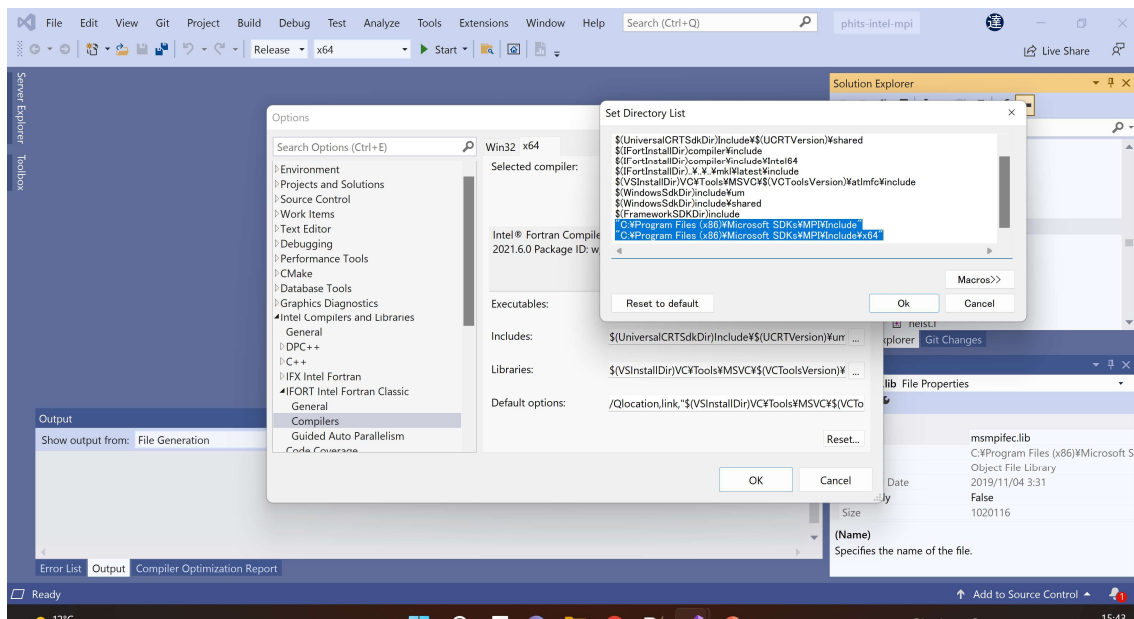 File Edit View Git Project Build Debug Test Analyze Tools Extensions Window Help Search (Ctrl+Q) phits-intel-mpi 達
Release x64 Start Live Share
Server Explorer
Toolbox
Options
Search Options (Ctrl+E)
Environment
Projects and Solutions
Source Control
Work Items
Text Editor
Debugging
Performance Tools
CMake
Database Tools
Graphics Diagnostics
Intel Compilers and Libraries
General
DPC++
C++
IFX Intel Fortran
IFORT Intel Fortran Classic
General
Compilers
Guided Auto Parallelism
Code Coverage
Win32 x64
Selected compiler:
Intel® Fortran Compile
2021.6.0 Package ID: w
Executables:
Includes: $(UniversalCRTSdkDir)Include¥$(UCRTVersion)¥um ...
Libraries: $(VSInstallDir)VC¥Tools¥MSVC¥$(VCToolsVersion)¥ ...
Default options: /Qlocation,link,"$(VSInstallDir)VC¥Tools¥MSVC¥$(VCTo
Reset...
OK Cancel
Set Directory List
$(UniversalCRTSdkDir)Include¥$(UCRTVersion)¥shared
$(IFortInstallDir)compiler¥include
$(IFortInstallDir)compiler¥include¥Intel64
$(IFortInstallDir)..¥..¥..¥mkl¥latest¥include
$(VSInstallDir)VC¥Tools¥MSVC¥$(VCToolsVersion)¥atlmfc¥include
$(WindowsSdkDir)include¥um
$(WindowsSdkDir)include¥shared
$(FrameworkSDKDir)include
"C:¥Program Files (x86)¥Microsoft SDKs¥MPI¥Include"
"C:¥Program Files (x86)¥Microsoft SDKs¥MPI¥Include¥x64"
Macros>>
Reset to default Ok Cancel
Solution Explorer
Git Changes
.lib File Properties
msmpifec.lib
C:¥Program Files (x86)¥Microsoft S
Object File Library
Date 2019/11/04 3:31
False
Size 1020116
(Name)
Specifies the name of the file.
Output
Show output from: File Generation
Error List Output Compiler Optimization Report
Ready Add to Source Control 1
15:43